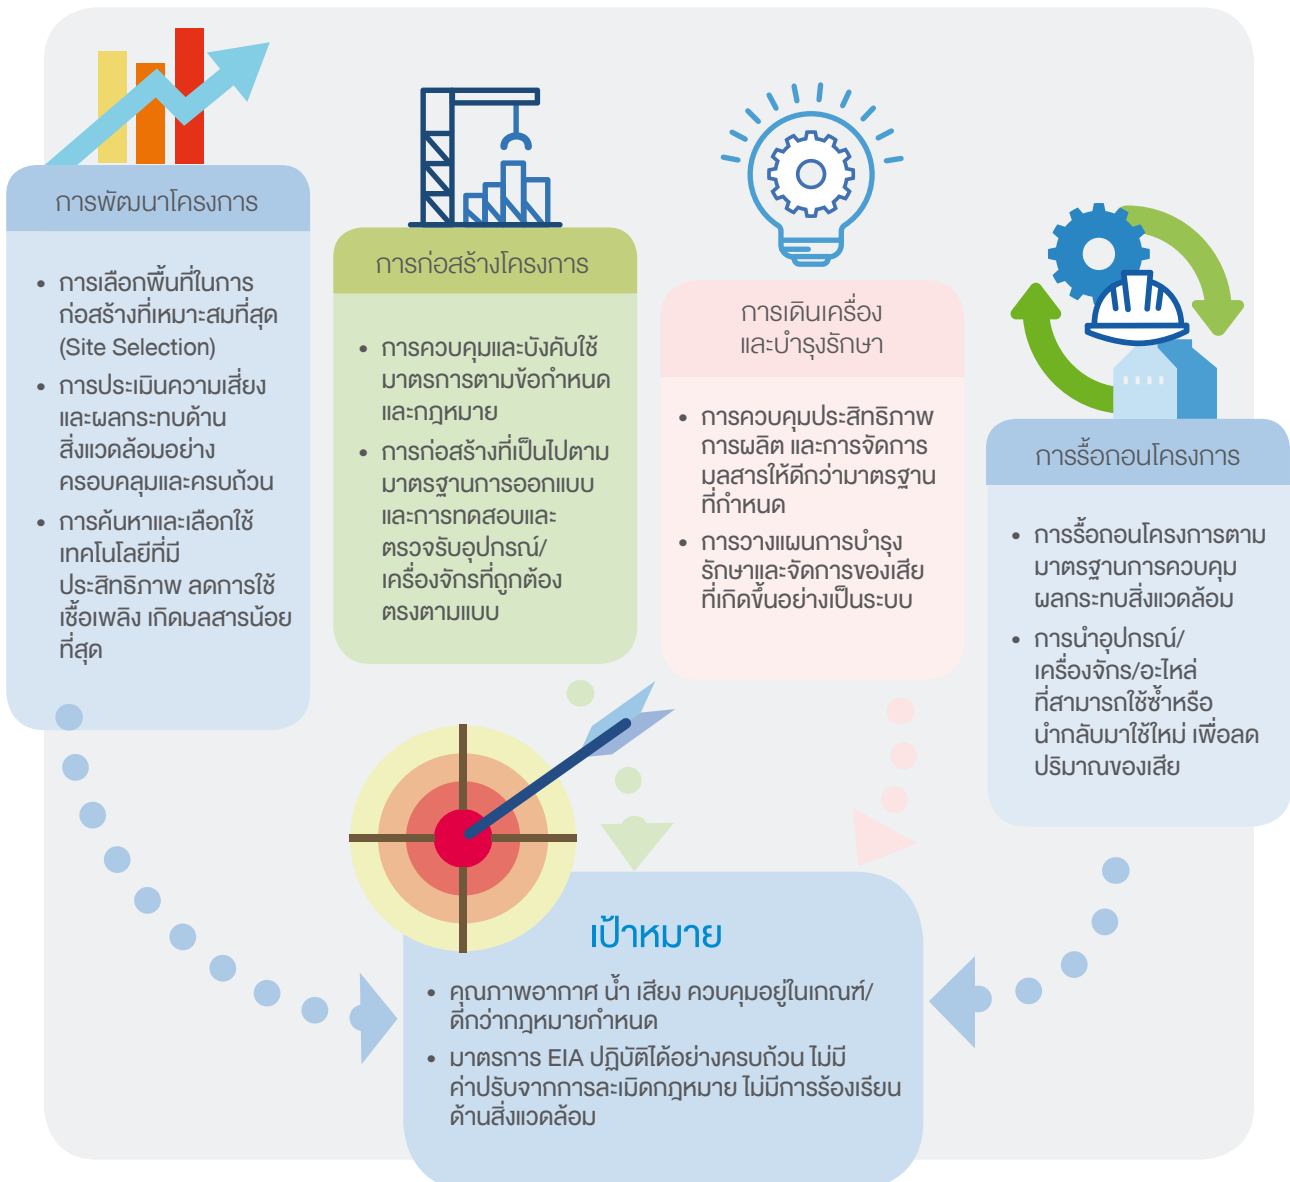 การพัฒนาโครงการ
• การเลือกพื้นที่ในการ
ก่อสร้างที่เหมาะสมที่สุด
(Site Selection)
• การประเมินความเสี่ยง
และผลกระทบด้าน
สิ่งแวดล้อมอย่าง
ครอบคลุมและครบถ้วน
• การค้นหาและเลือกใช้
เทคโนโลยีที่มี
ประสิทธิภาพ ลดการใช้
เชื้อเพลิง เกิดมลสารน้อย
ที่สุด
การก่อสร้างโครงการ
• การควบคุมและบังคับใช้
มาตรการตามข้อกำหนด
และกฎหมาย
• การก่อสร้างที่เป็นไปตาม
มาตรฐานการออกแบบ
และการทดสอบและ
ตรวจรับอุปกรณ์/
เครื่องจักรที่ถูกต้อง
ตรงตามแบบ
การเดินเครื่อง
และบำรุงรักษา
• การควบคุมประสิทธิภาพ
การผลิต และการจัดการ
มลสารให้ดีกว่ามาตรฐาน
ที่กำหนด
• การวางแผนการบำรุง
รักษาและจัดการของเสีย
ที่เกิดขึ้นอย่างเป็นระบบ
การรื้อถอนโครงการ
• การรื้อถอนโครงการตาม
มาตรฐานการควบคุม
ผลกระทบสิ่งแวดล้อม
• การนำอุปกรณ์/
เครื่องจักร/อะไหล่
ที่สามารถใช้ซ้ำหรือ
นำกลับมาใช้ใหม่ เพื่อลด
ปริมาณของเสีย
เป้าหมาย
• คุณภาพอากาศ น้ำ เสียง ควบคุมอยู่ในเกณฑ์/
ดีกว่ากฎหมายกำหนด
• มาตรการ EIA ปฏิบัติได้อย่างครบถ้วน ไม่มี
ค่าปรับจากการละเมิดกฎหมาย ไม่มีการร้องเรียน
ด้านสิ่งแวดล้อม